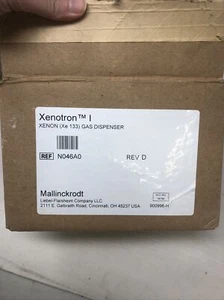 Xenotron™ I
XENON (Xe 133) GAS DISPENSER
REF N046A0 REV D
Mallinckrodt
Liebel-Flarsheim Company LLC
2111 E. Galbraith Road, Cincinnati, OH 45237 USA
900998-H